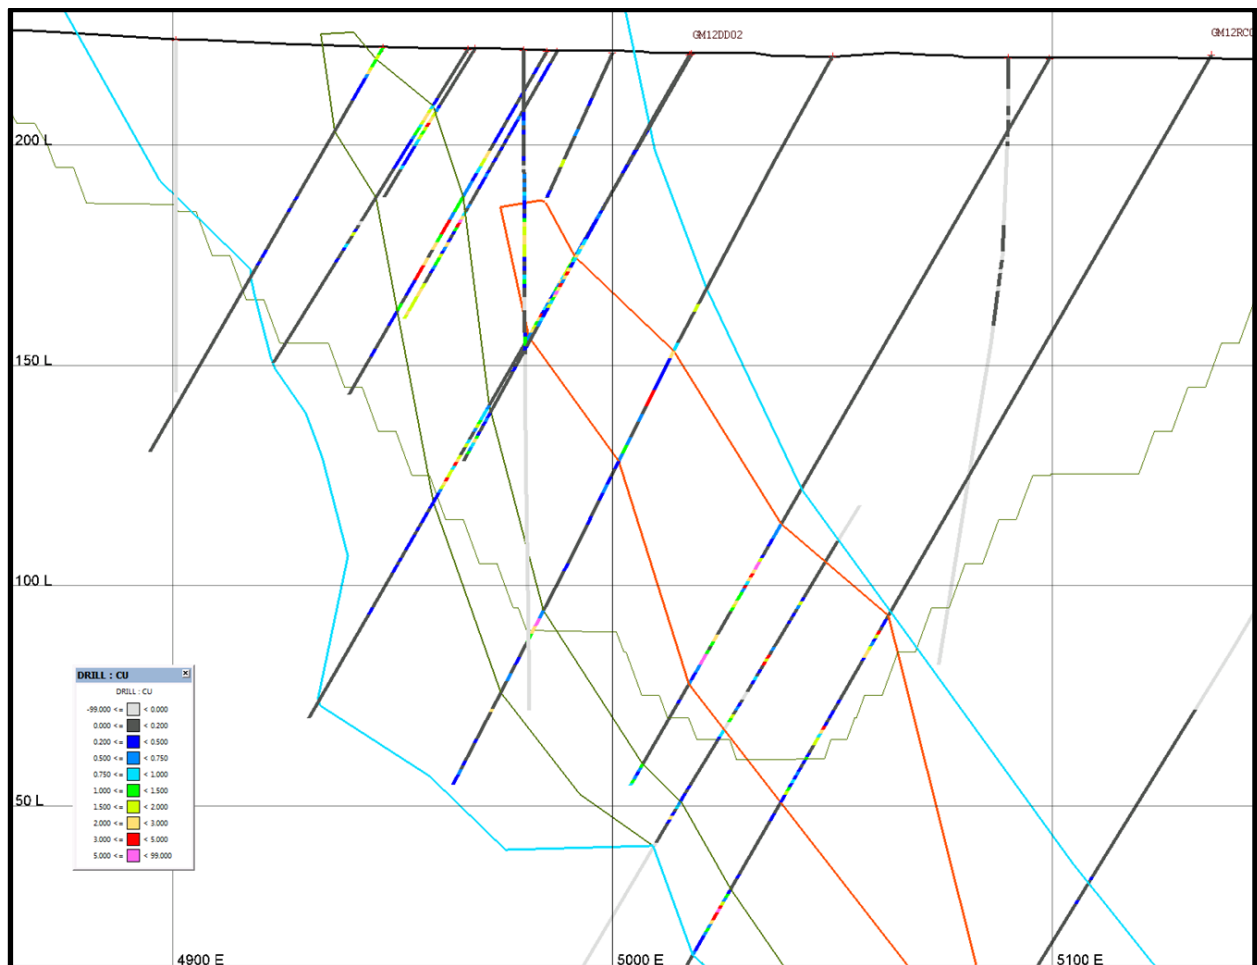 GM12DD02
GM12RC0
200 L
150 L
100 L
50 L
DRILL : CU
DRILL : CU
-99.000 <= < 0.000
0.000 <= < 0.200
0.200 <= < 0.500
0.500 <= < 0.750
0.750 <= < 1.000
1.000 <= < 1.500
1.500 <= < 2.000
2.000 <= < 3.000
3.000 <= < 5.000
5.000 <= < 99.000
4900 E
5000 E
5100 E